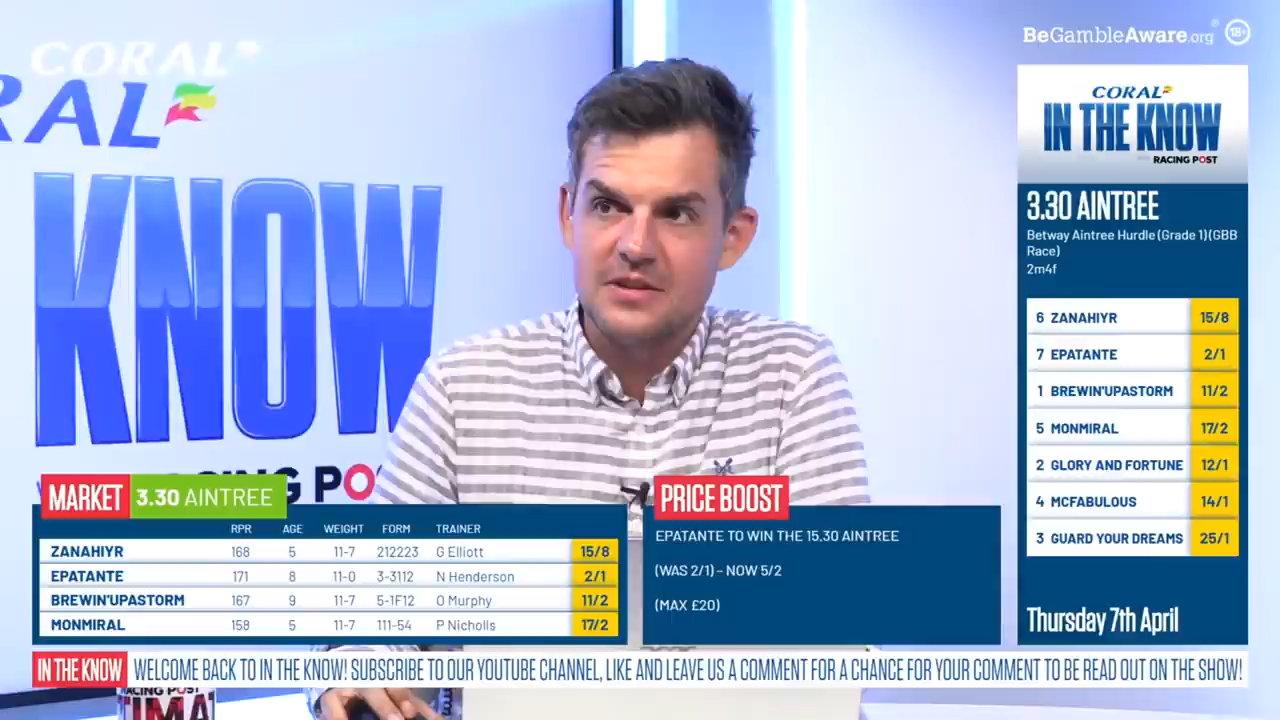 CORAL
RAL
KNOW
G PO
BeGambleAware.org 18+
CORAL
IN THE KNOW
RACING POST
3.30 AINTREE
Betway Aintree Hurdle (Grade 1) (GBB
Race)
2m4f
6 ZANAHIYR 15/8
7 EPATANTE 2/1
1 BREWIN'UPASTORM 11/2
5 MONMIRAL 17/2
2 GLORY AND FORTUNE 12/1
4 MCFABULOUS 14/1
3 GUARD YOUR DREAMS 25/1
Thursday 7th April
MARKET 3.30 AINTREE
RPR AGE WEIGHT FORM TRAINER
ZANAHIYR 168 5 11-7 212223 G Elliott 15/8
EPATANTE 171 8 11-0 3-3112 N Henderson 2/1
BREWIN'UPASTORM 167 9 11-7 5-1F12 O Murphy 11/2
MONMIRAL 158 5 11-7 111-54 P Nicholls 17/2
PRICE BOOST
EPATANTE TO WIN THE 15.30 AINTREE
(WAS 2/1) – NOW 5/2
(MAX £20)
IN THE KNOW WELCOME BACK TO IN THE KNOW! SUBSCRIBE TO OUR YOUTUBE CHANNEL, LIKE AND LEAVE US A COMMENT FOR A CHANCE FOR YOUR COMMENT TO BE READ OUT ON THE SHOW!
RACING POST